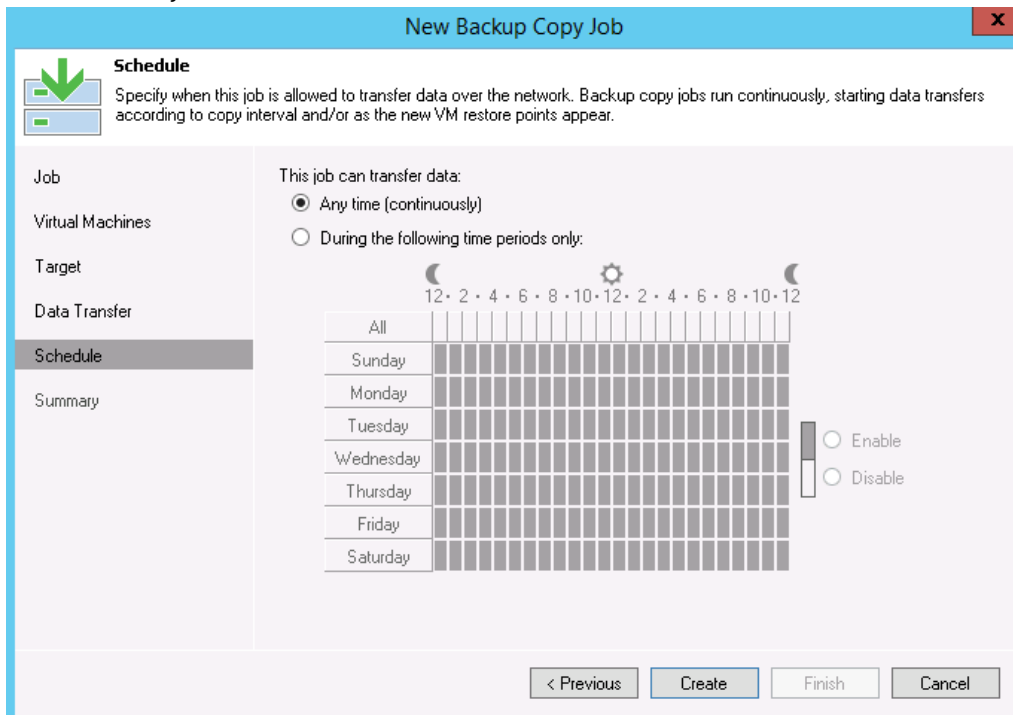 New Backup Copy Job
x
Schedule
Specify when this job is allowed to transfer data over the network. Backup copy jobs run continuously, starting data transfers
according to copy interval and/or as the new VM restore points appear.
Job
Virtual Machines
Target
Data Transfer
Schedule
Summary
This job can transfer data:
Any time (continuously)
During the following time periods only:
12 · 2 · 4 · 6 · 8 · 10 · 12 · 2 · 4 · 6 · 8 · 10 · 12
All
Sunday
Monday
Tuesday
Wednesday
Thursday
Friday
Saturday
Enable
Disable
< Previous
Create
Finish
Cancel